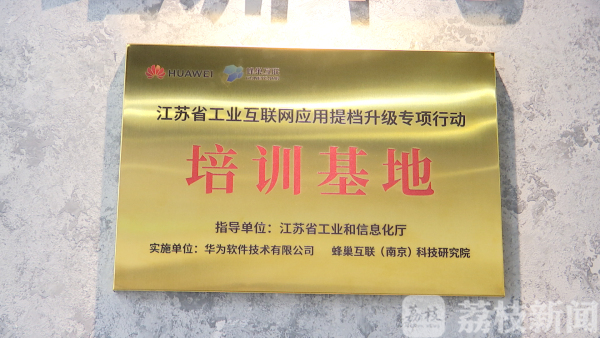 HUAWEI
江苏省工业互联网应用提档升级专项行动
培训基地
指导单位：江苏省工业和信息化厅
实施单位：华为软件技术有限公司 蜂巢互联（南京）科技研究院
荔枝 荔枝新闻